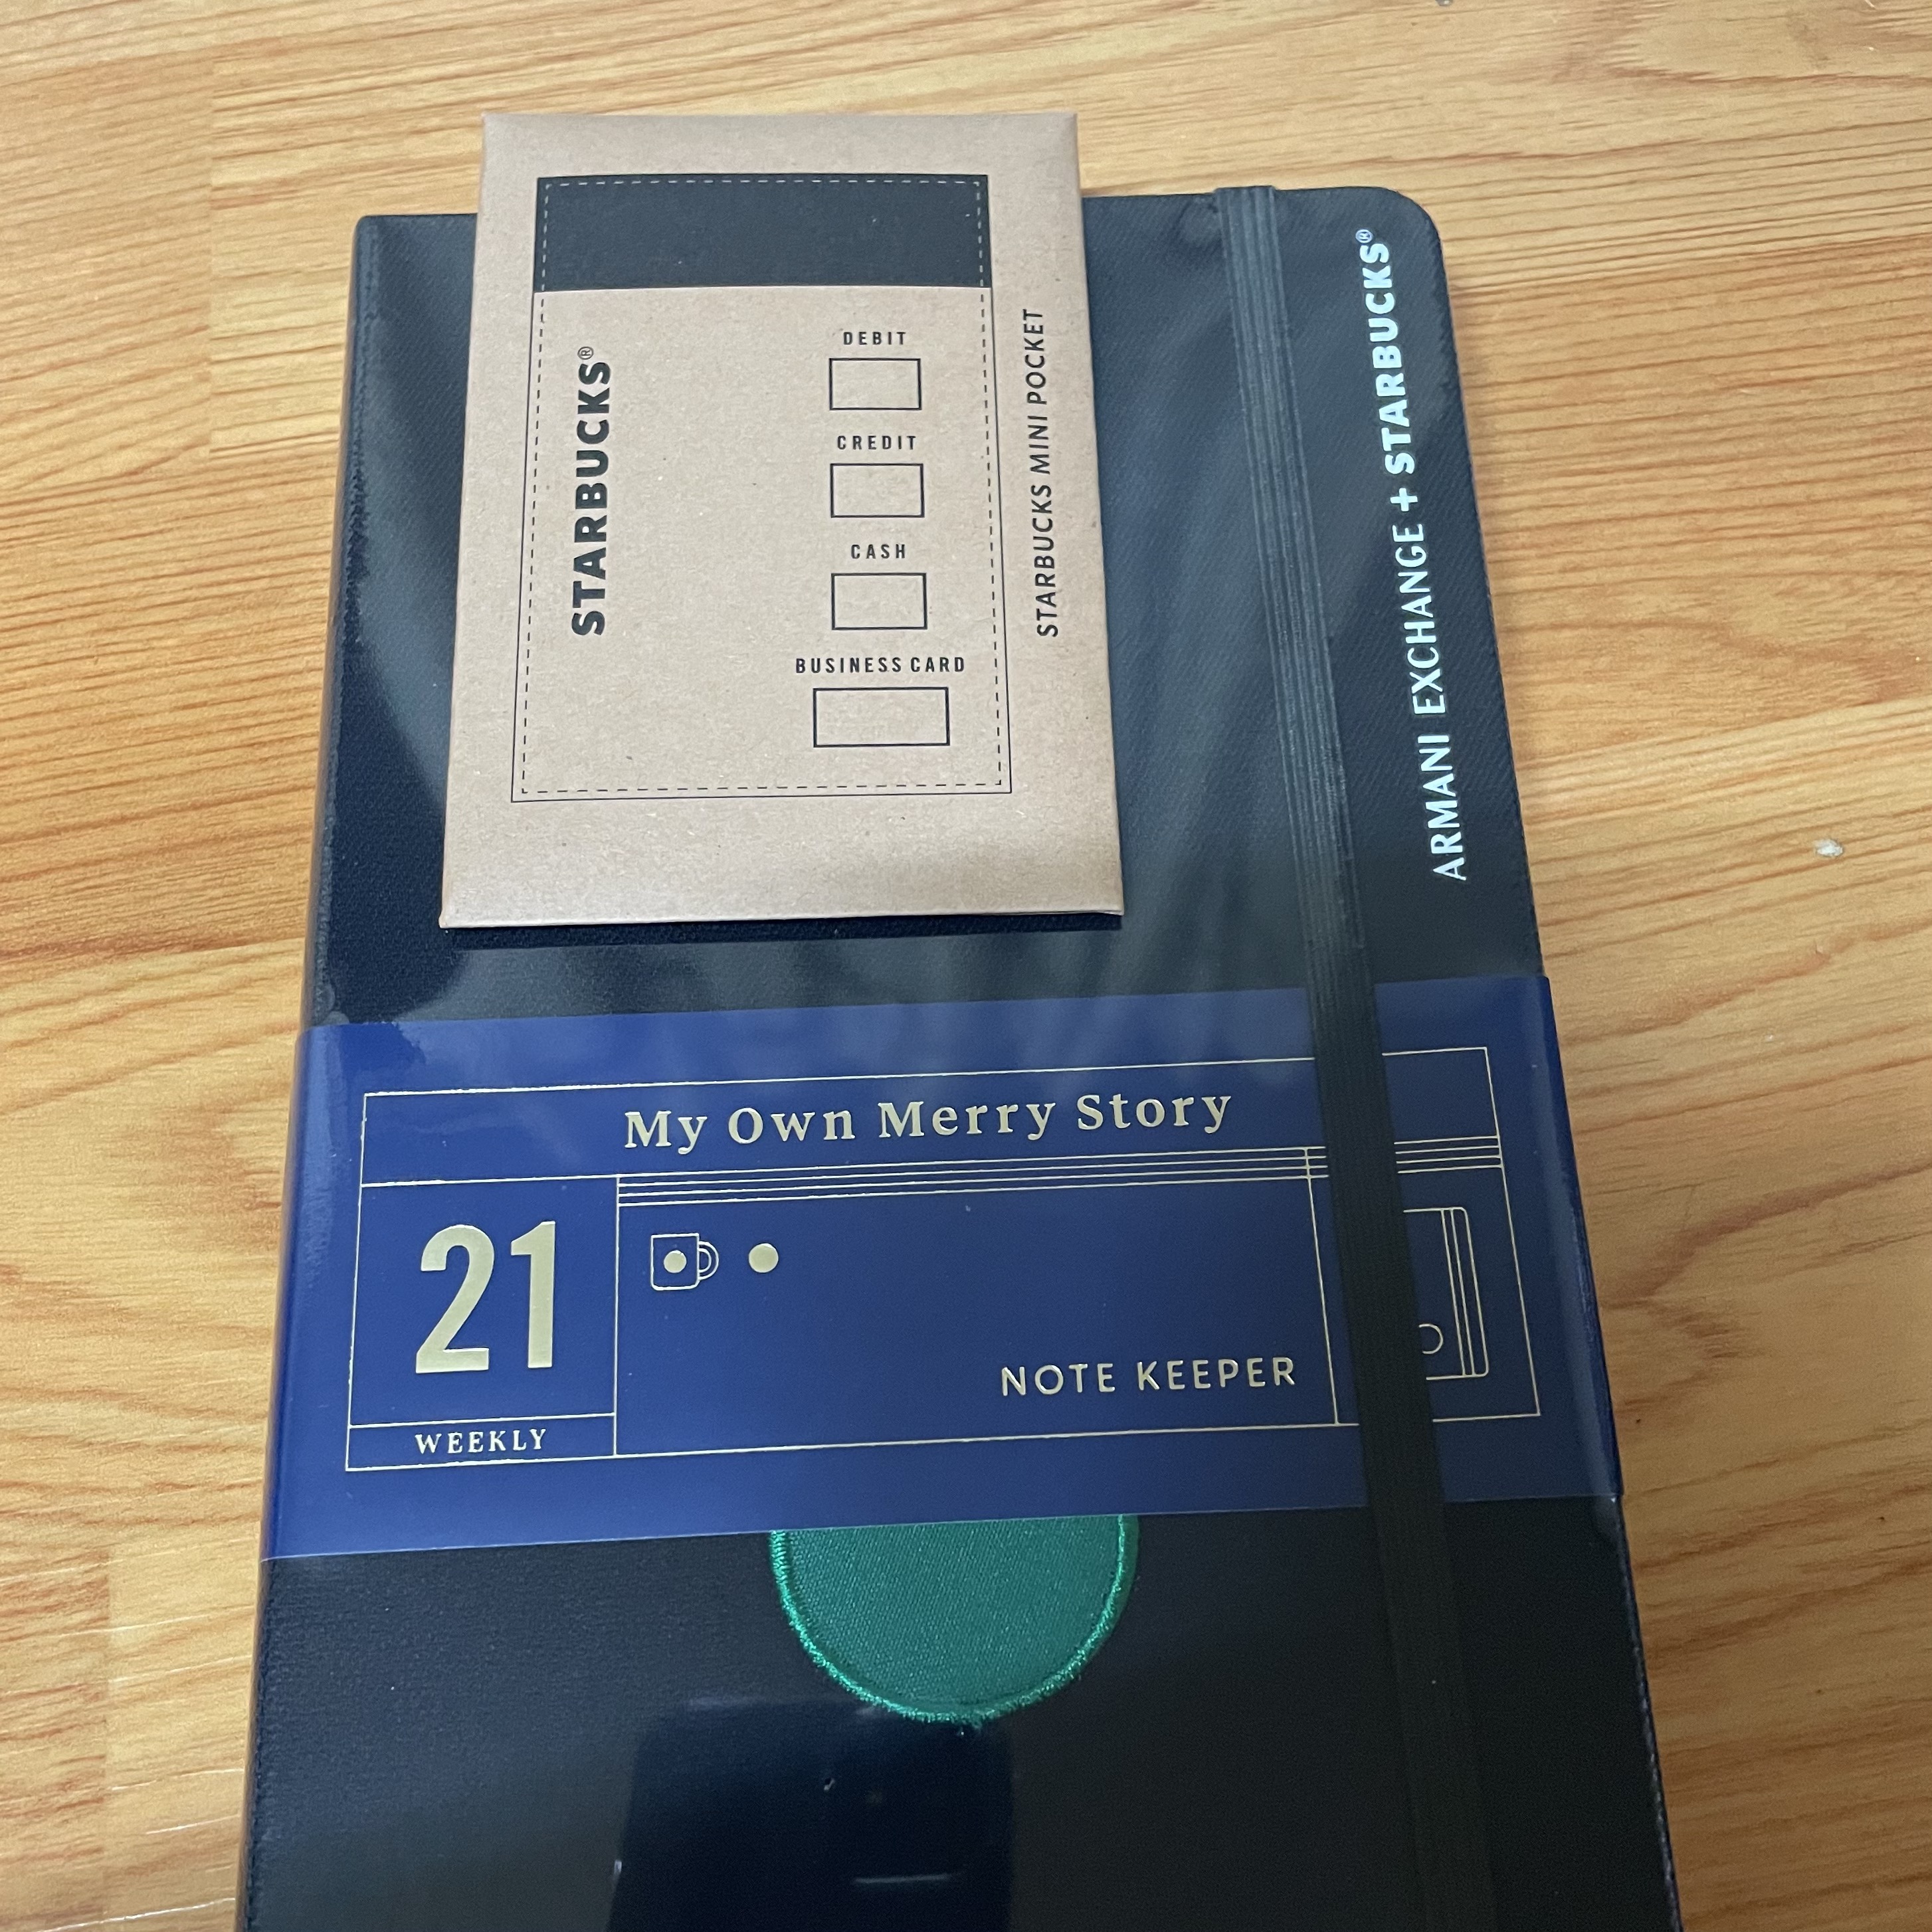 STARBUCKS®
DEBIT
CREDIT
CASH
BUSINESS CARD
STARBUCKS MINI POCKET
ARMANI EXCHANGE + STARBUCKS®
My Own Merry Story
21
WEEKLY
NOTE KEEPER